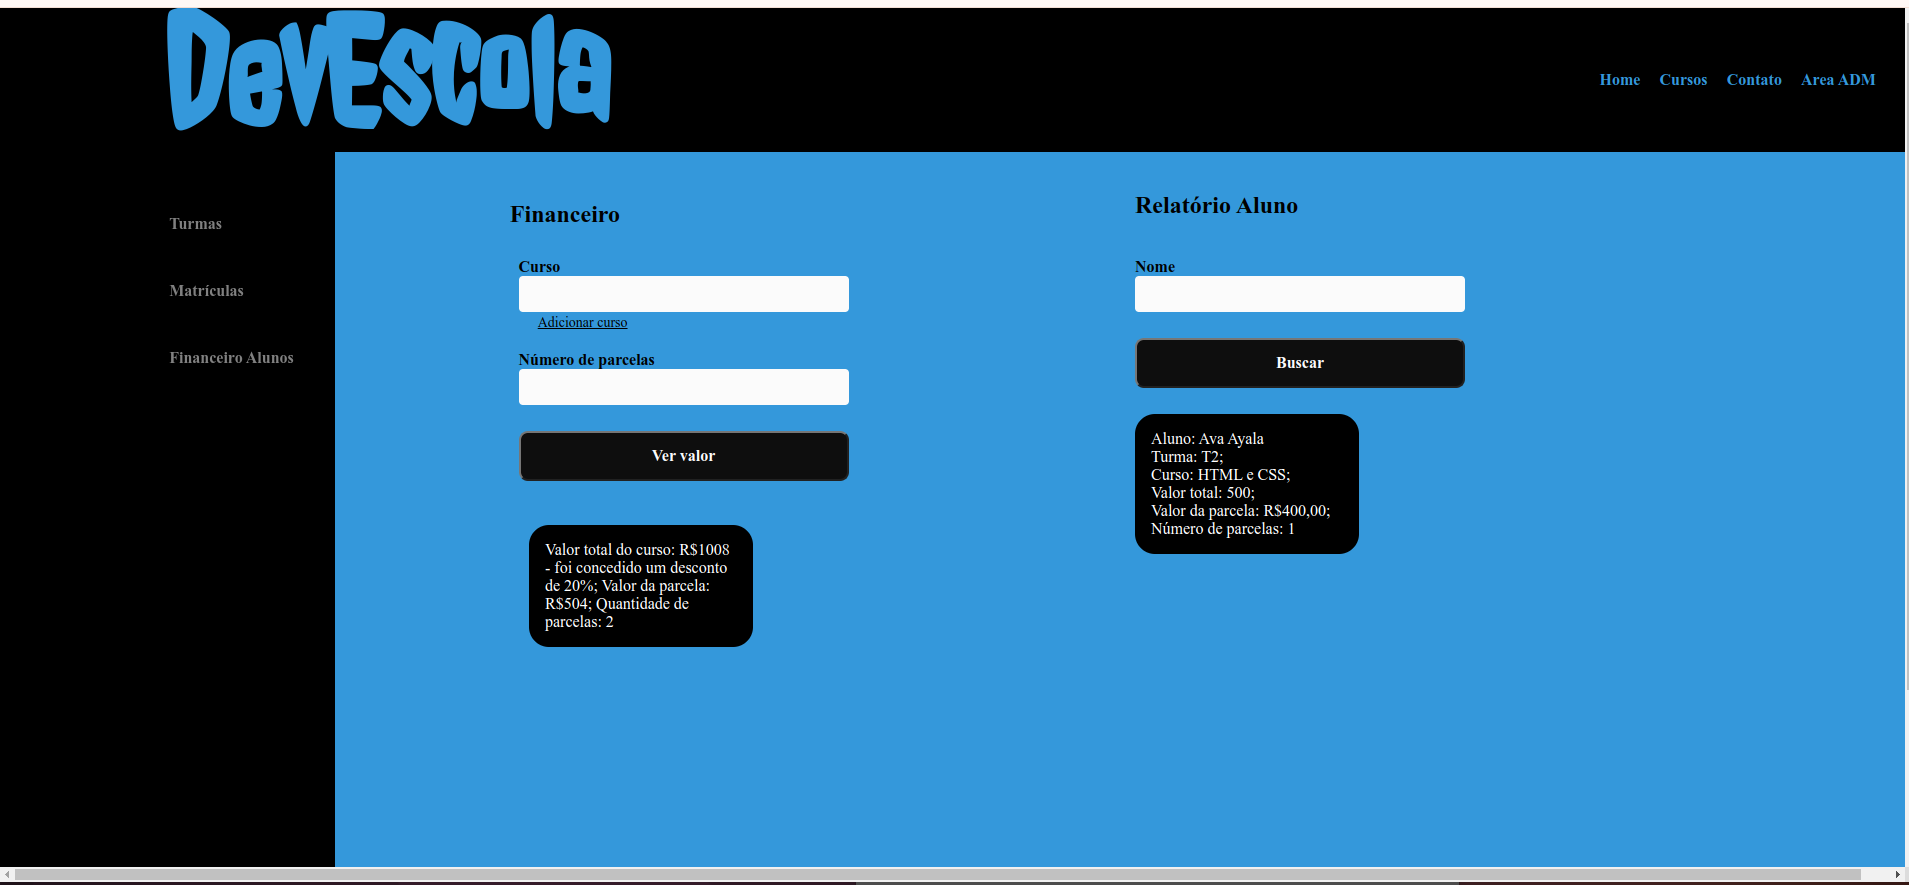 DevEscola
Home Cursos Contato Area ADM
Turmas
Matrículas
Financeiro Alunos
Financeiro
Curso
Adicionar curso
Número de parcelas
Ver valor
Valor total do curso: R$1008
- foi concedido um desconto
de 20%; Valor da parcela:
R$504; Quantidade de
parcelas: 2
Relatório Aluno
Nome
Buscar
Aluno: Ava Ayala
Turma: T2;
Curso: HTML e CSS;
Valor total: 500;
Valor da parcela: R$400,00;
Número de parcelas: 1